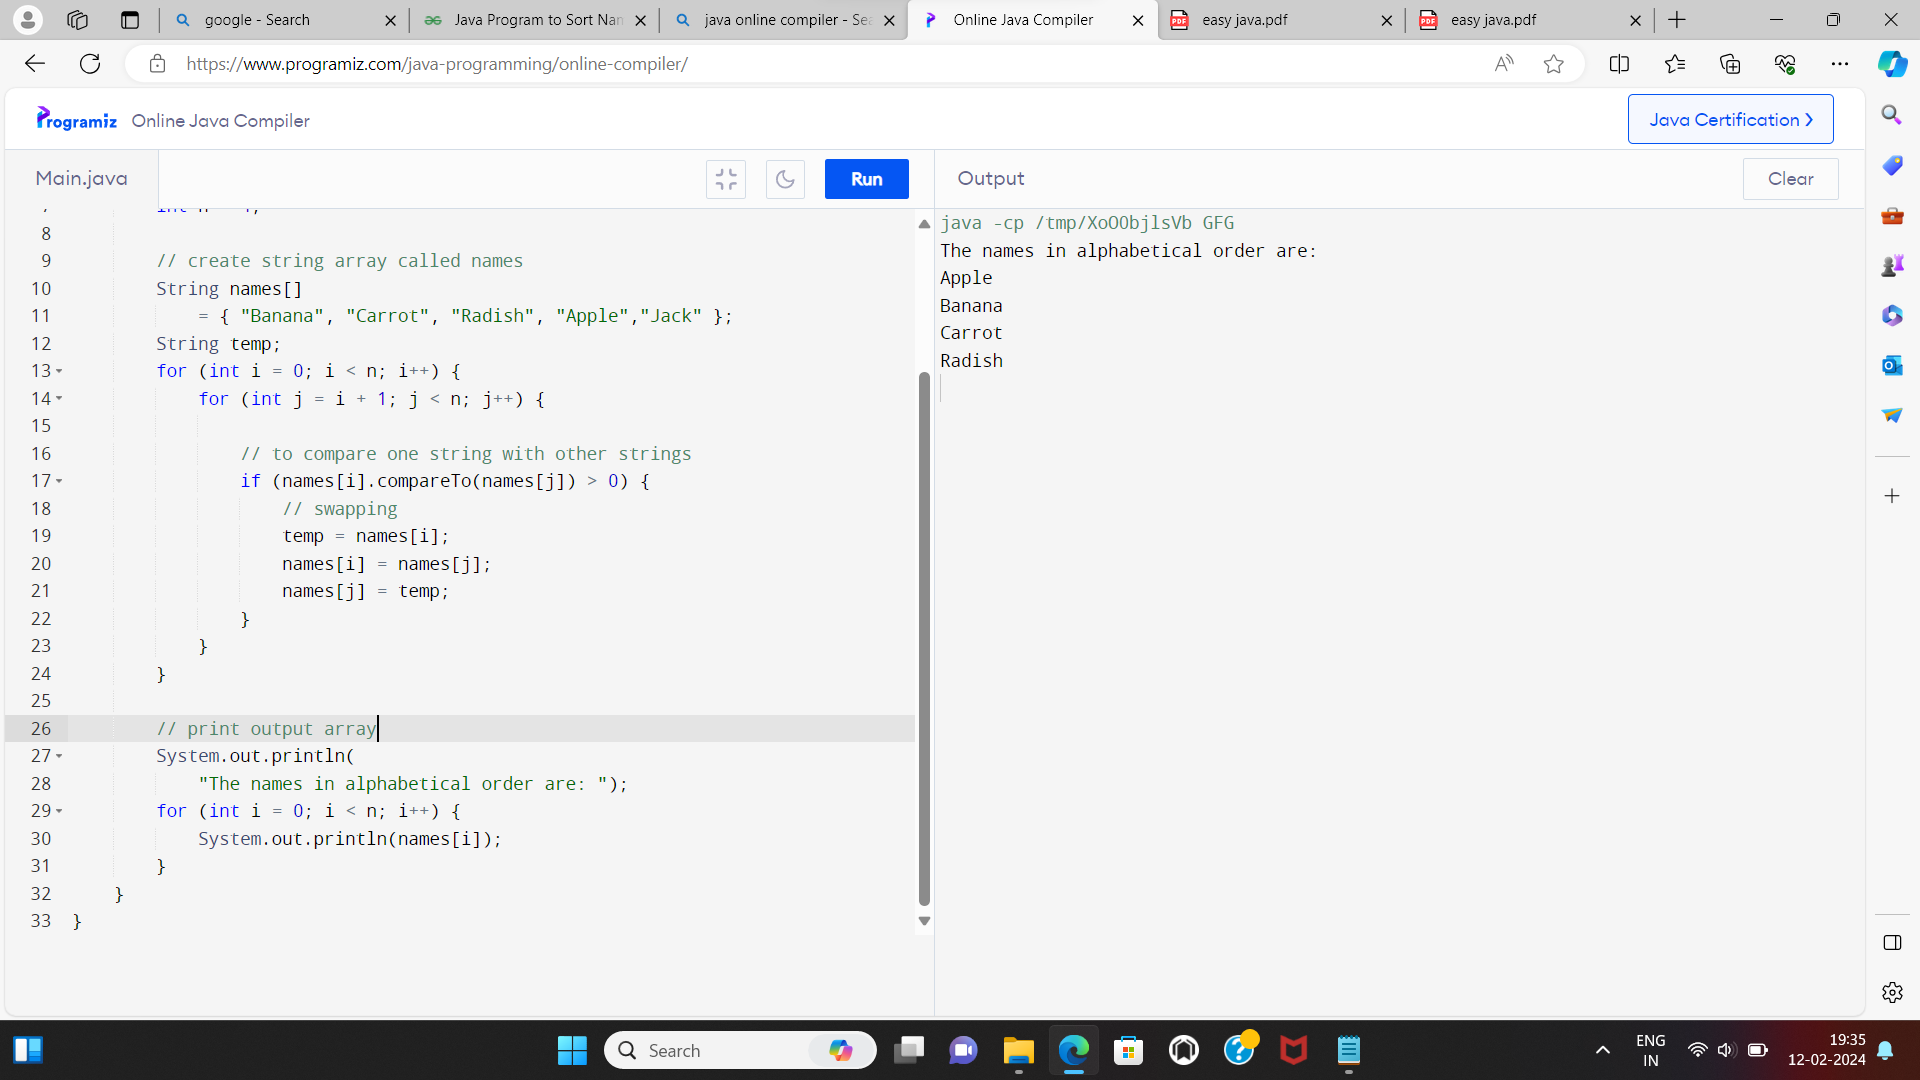 google - Search
Java Program to Sort Nan
java online compiler - Sea
Online Java Compiler
easy java.pdf
easy java.pdf
https://www.programiz.com/java-programming/online-compiler/
Programiz Online Java Compiler
Java Certification >
Main.java
Run
Output
Clear
8
9 // create string array called names
10 String names[]
11 = { "Banana", "Carrot", "Radish", "Apple","Jack" };
12 String temp;
13 for (int i = 0; i < n; i++) {
14 for (int j = i + 1; j < n; j++) {
15
16 // to compare one string with other strings
17 if (names[i].compareTo(names[j]) > 0) {
18 // swapping
19 temp = names[i];
20 names[i] = names[j];
21 names[j] = temp;
22 }
23 }
24 }
25
26 // print output array
27 System.out.println(
28 "The names in alphabetical order are: ");
29 for (int i = 0; i < n; i++) {
30 System.out.println(names[i]);
31 }
32 }
33 }
java -cp /tmp/XoOObjlsVb GFG
The names in alphabetical order are:
Apple
Banana
Carrot
Radish
Search
ENG
IN
19:35
12-02-2024